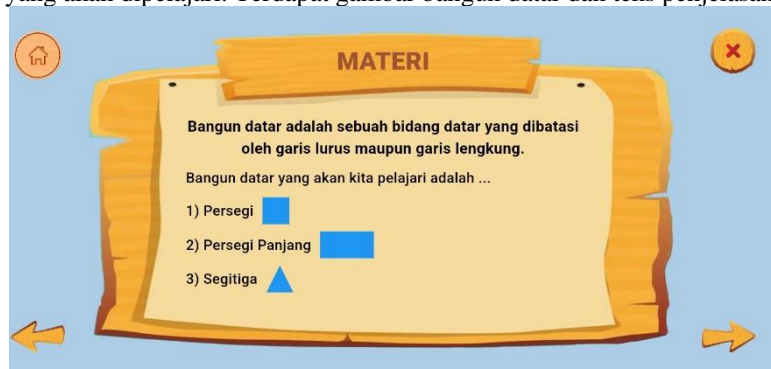 yang akan dipelajari. Terdapat gambar bangun datar dan teks penjelasan
MATERI
Bangun datar adalah sebuah bidang datar yang dibatasi
oleh garis lurus maupun garis lengkung.
Bangun datar yang akan kita pelajari adalah ...
1) Persegi
2) Persegi Panjang
3) Segitiga